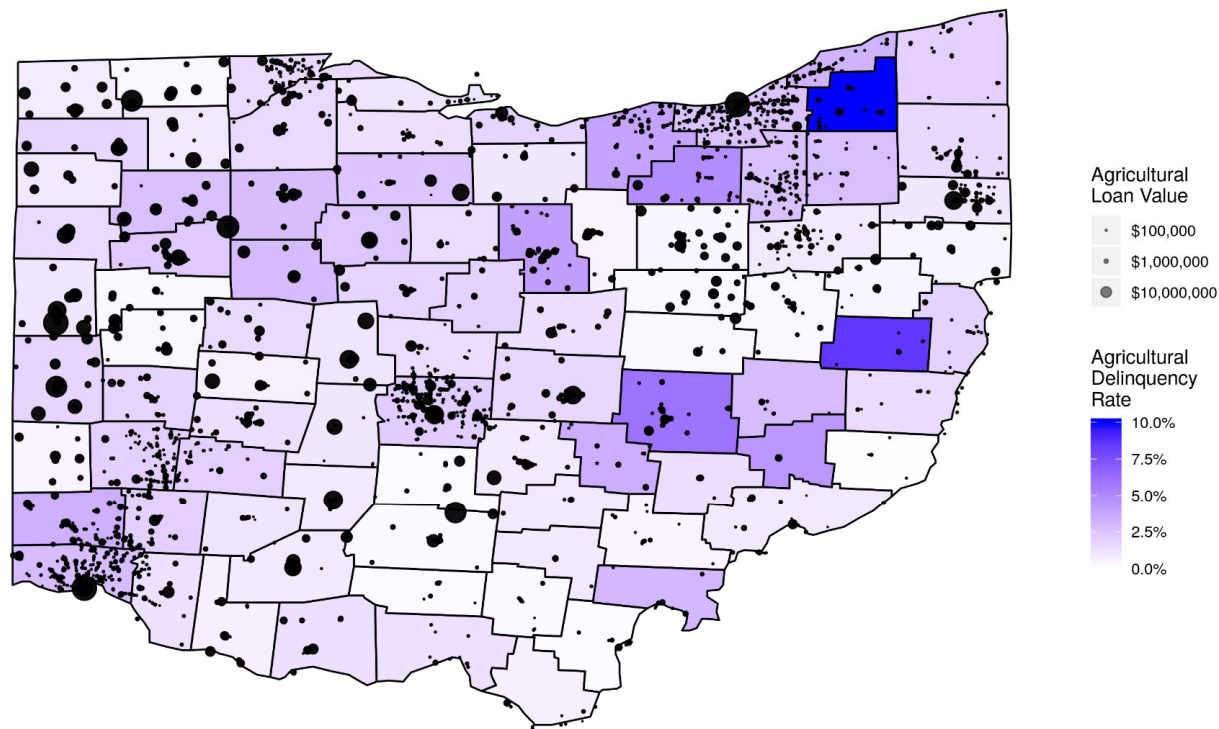 Agricultural
Loan Value
$100,000
$1,000,000
$10,000,000
Agricultural
Delinquency
Rate
10.0%
7.5%
5.0%
2.5%
0.0%